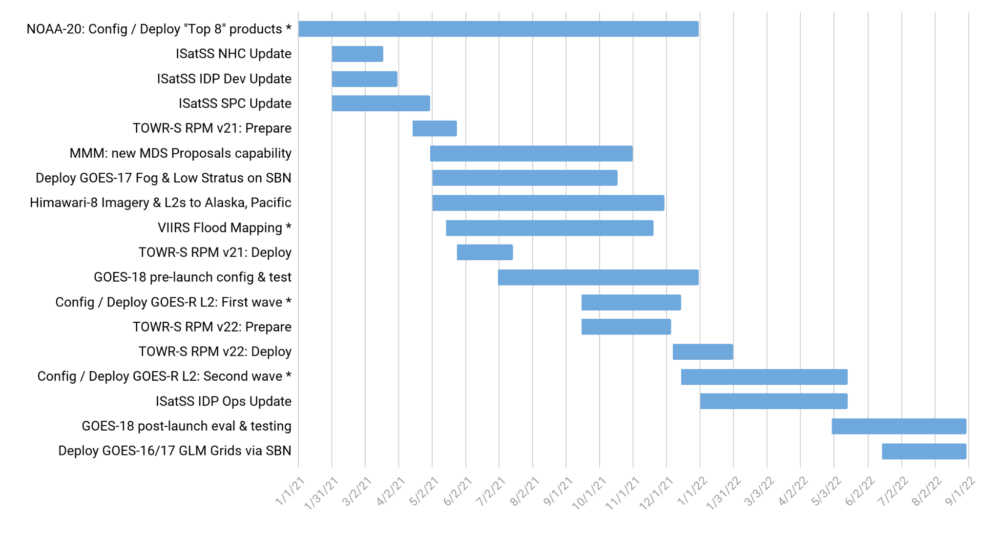 NOAA-20: Config / Deploy "Top 8" products *
ISatSS NHC Update
ISatSS IDP Dev Update
ISatSS SPC Update
TOWR-S RPM v21: Prepare
MMM: new MDS Proposals capability
Deploy GOES-17 Fog & Low Stratus on SBN
Himawari-8 Imagery & L2s to Alaska, Pacific
VIIRS Flood Mapping *
TOWR-S RPM v21: Deploy
GOES-18 pre-launch config & test
Config / Deploy GOES-R L2: First wave *
TOWR-S RPM v22: Prepare
TOWR-S RPM v22: Deploy
Config / Deploy GOES-R L2: Second wave *
ISatSS IDP Ops Update
GOES-18 post-launch eval & testing
Deploy GOES-16/17 GLM Grids via SBN
1/1/21
1/31/21
3/2/21
4/2/21
5/2/21
6/2/21
7/2/21
8/2/21
9/1/21
10/1/21
11/1/21
12/1/21
1/1/22
1/31/22
3/3/22
4/2/22
5/3/22
6/2/22
7/2/22
8/2/22
9/1/22